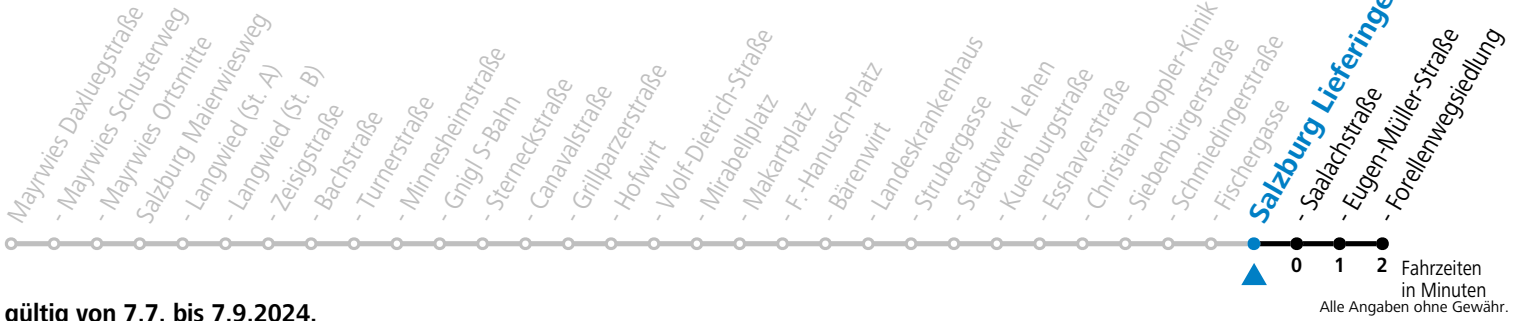 Mayrwies Daxluegstraße
- Mayrwies Schusterweg
- Mayrwies Ortsmitte
Salzburg Maierwiesweg
- Langwied (St. A)
- Langwied (St. B)
- Zeisigstraße
- Bachstraße
- Turnerstraße
- Minnesheimstraße
- Gnigl S-Bahn
- Sterneckstraße
- Canavalstraße
- Grillparzerstraße
- Hofwirt
- Wolf-Dietrich-Straße
- Mirabellplatz
- Makartplatz
- F.-Hanusch-Platz
- Bärenwirt
- Landeskrankenhaus
- Strubergasse
- Stadtwerk Lehen
- Kuenburgstraße
- Esshaverstraße
- Christian-Doppler-Klinik
- Siebenbürgerstraße
- Schmiedingerstraße
- Fischergasse
Salzburg Lieferinge
- Saalachstraße
- Eugen-Müller-Straße
- Forellenwegsiedlung
0 1 2 Fahrzeiten
in Minuten
Alle Angaben ohne Gewähr.
gültig von 7.7. bis 7.9.2024.